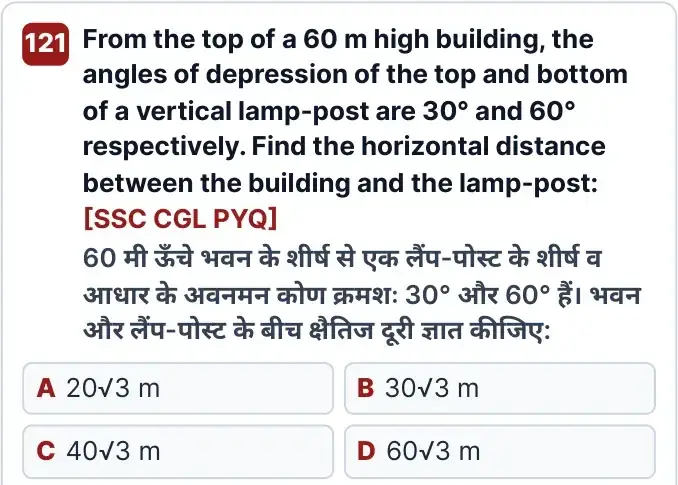 121 From the top of a 60 m high building, the
angles of depression of the top and bottom
of a vertical lamp-post are 30° and 60°
respectively. Find the horizontal distance
between the building and the lamp-post:
[SSC CGL PYQ]
60 मी ऊँचे भवन के शीर्ष से एक लैंप-पोस्ट के शीर्ष व
आधार के अवनमन कोण क्रमशः 30° और 60° हैं। भवन
और लैंप-पोस्ट के बीच क्षैतिज दूरी ज्ञात कीजिए:
A 20√3 m
B 30√3 m
C 40√3 m
D 60√3 m